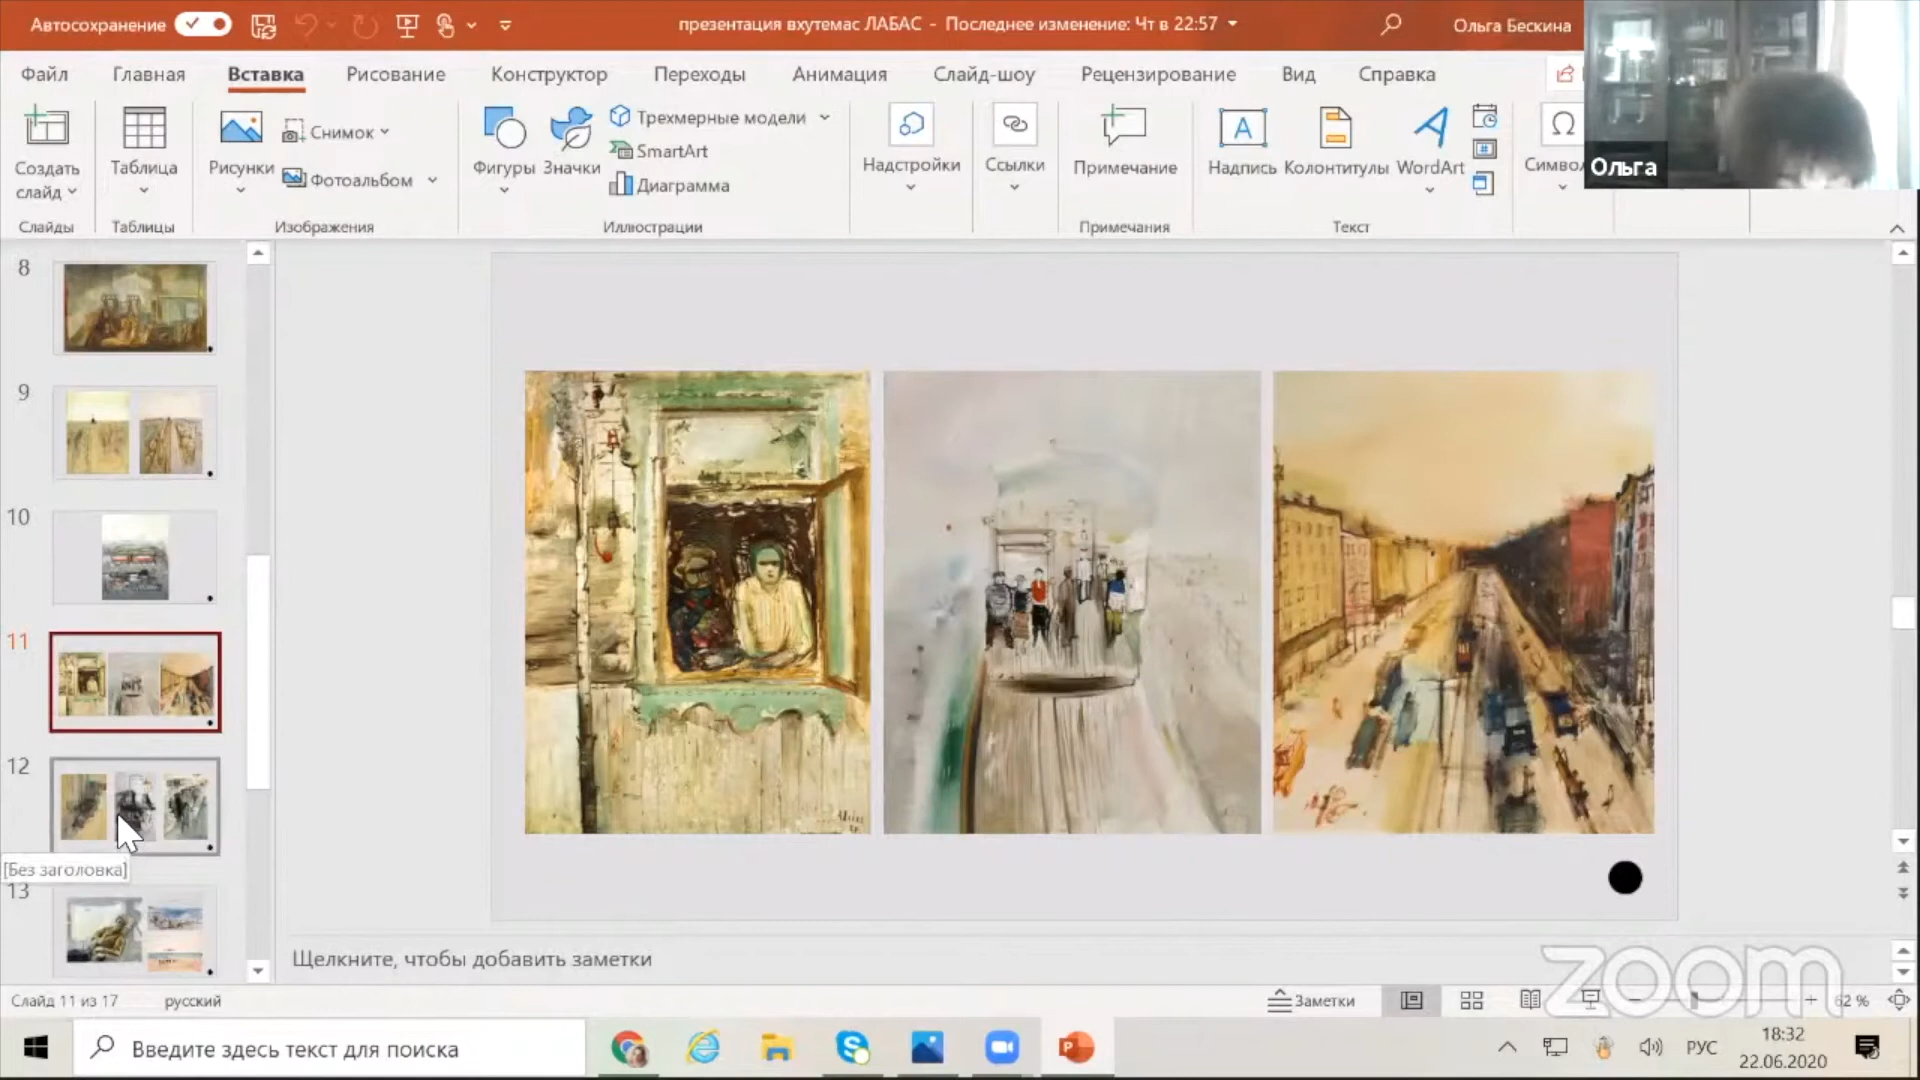 Автосохранение
презентация вхутемас ЛАБАС - Последнее изменение: Чт в 22:57
Ольга Бескина
Файл Главная Вставка Рисование Конструктор Переходы Анимация Слайд-шоу Рецензирование Вид Справка
Создать слайд
Таблица
Рисунки
Снимок
Фотоальбом
Фигуры
Значки
Трехмерные модели
SmartArt
Диаграмма
Надстройки
Ссылки
Примечание
Надпись
Колонтитулы
WordArt
Симво
Ольга
Слайды Таблицы Изображения Иллюстрации Примечания Текст
8
9
10
11
12
[Без заголовка]
13
Щелкните, чтобы добавить заметки
Слайд 11 из 17 русский Заметки 62 %
zoom
Введите здесь текст для поиска
РУС
18:32
22.06.2020